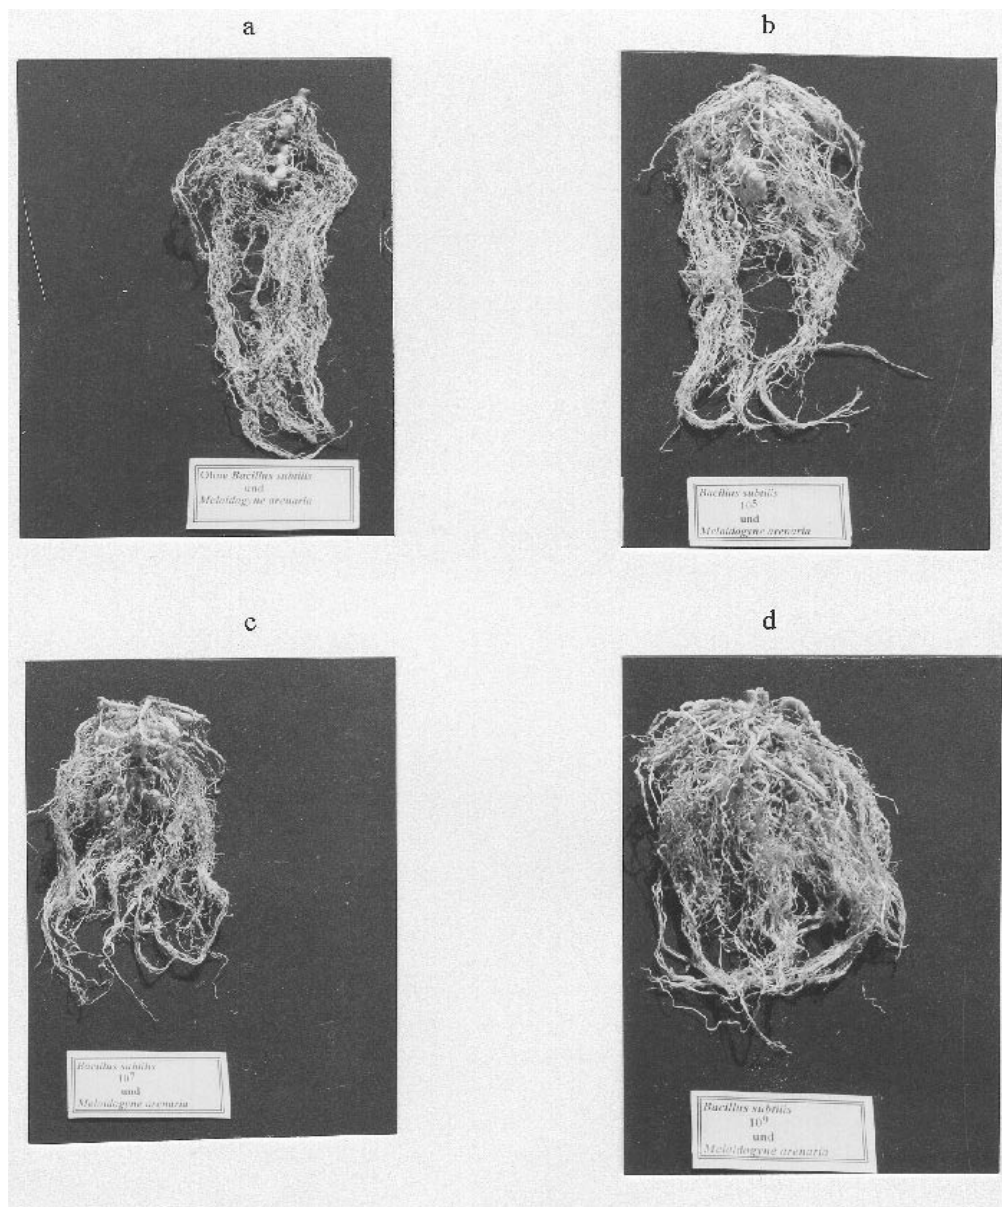 a
b
Ohne Bacillus subtilis
und
Meloidogyne arenaria
Bacillus subtilis
10⁵
und
Meloidogyne arenaria
c
d
Bacillus subtilis
10⁷
und
Meloidogyne arenaria
Bacillus subtilis
10⁹
und
Meloidogyne arenaria